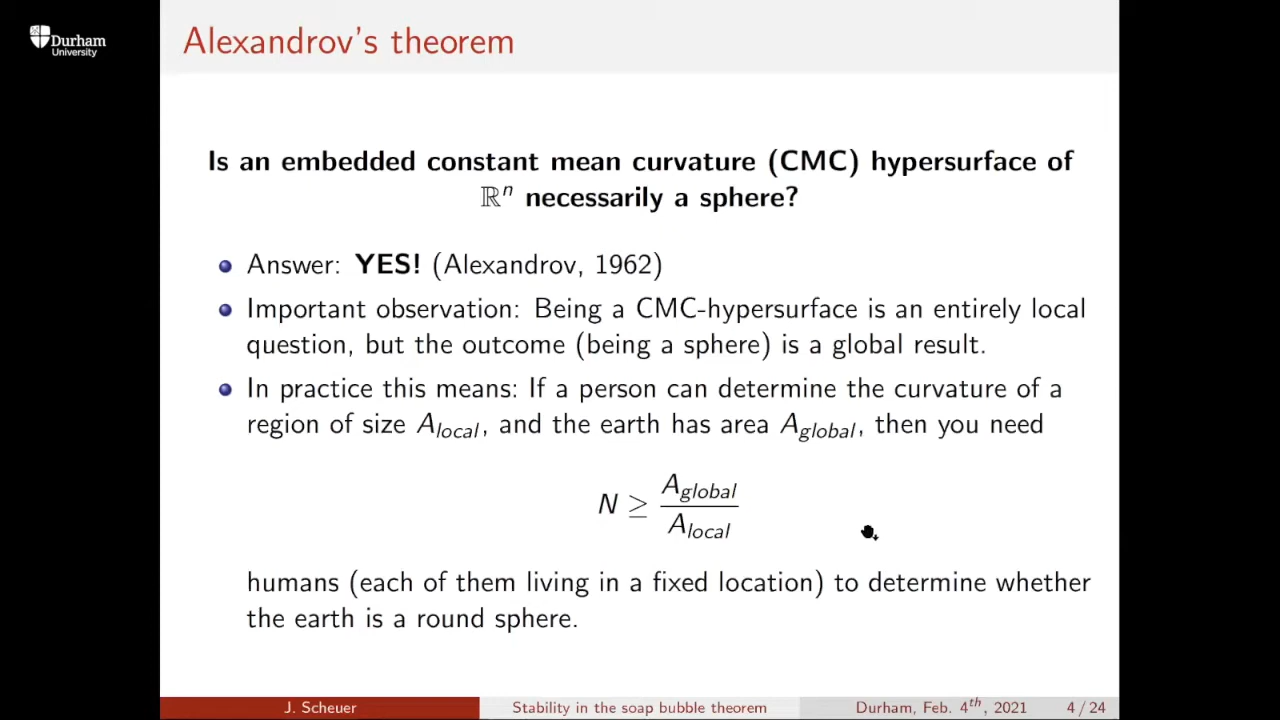 Durham
University
Alexandrov's theorem
Is an embedded constant mean curvature (CMC) hypersurface of
ℝⁿ necessarily a sphere?
Answer: YES! (Alexandrov, 1962)
Important observation: Being a CMC-hypersurface is an entirely local
question, but the outcome (being a sphere) is a global result.
In practice this means: If a person can determine the curvature of a
region of size A_local, and the earth has area A_global, then you need
N ≥ A_global / A_local
humans (each of them living in a fixed location) to determine whether
the earth is a round sphere.
J. Scheuer Stability in the soap bubble theorem Durham, Feb. 4th, 2021 4 / 24